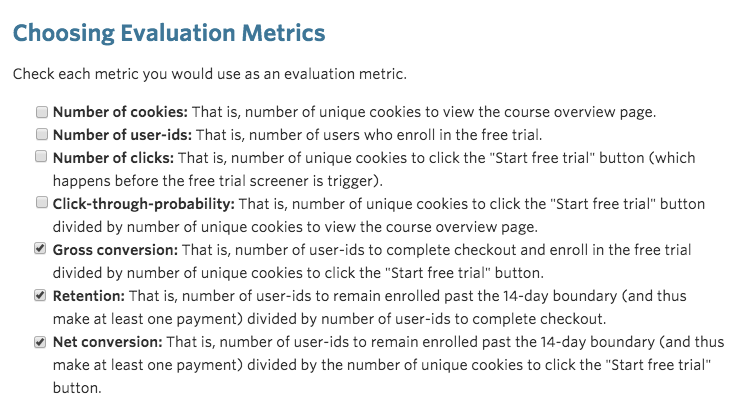 Choosing Evaluation Metrics
Check each metric you would use as an evaluation metric.
Number of cookies: That is, number of unique cookies to view the course overview page.
Number of user-ids: That is, number of users who enroll in the free trial.
Number of clicks: That is, number of unique cookies to click the "Start free trial" button (which
happens before the free trial screener is trigger).
Click-through-probability: That is, number of unique cookies to click the "Start free trial" button
divided by number of unique cookies to view the course overview page.
Gross conversion: That is, number of user-ids to complete checkout and enroll in the free trial
divided by number of unique cookies to click the "Start free trial" button.
Retention: That is, number of user-ids to remain enrolled past the 14-day boundary (and thus
make at least one payment) divided by number of user-ids to complete checkout.
Net conversion: That is, number of user-ids to remain enrolled past the 14-day boundary (and thus
make at least one payment) divided by the number of unique cookies to click the "Start free trial"
button.